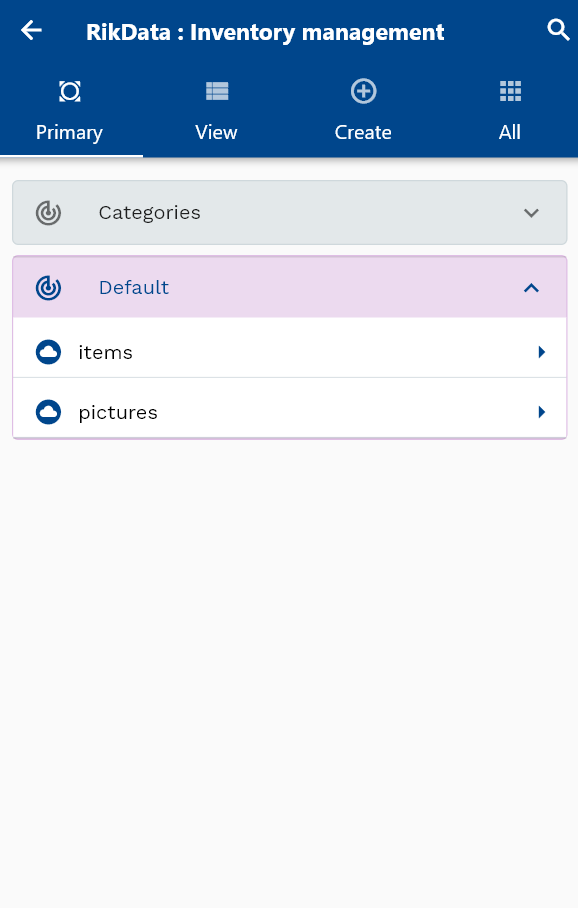 RikData : Inventory management
Primary View Create All
Categories
Default
items
pictures